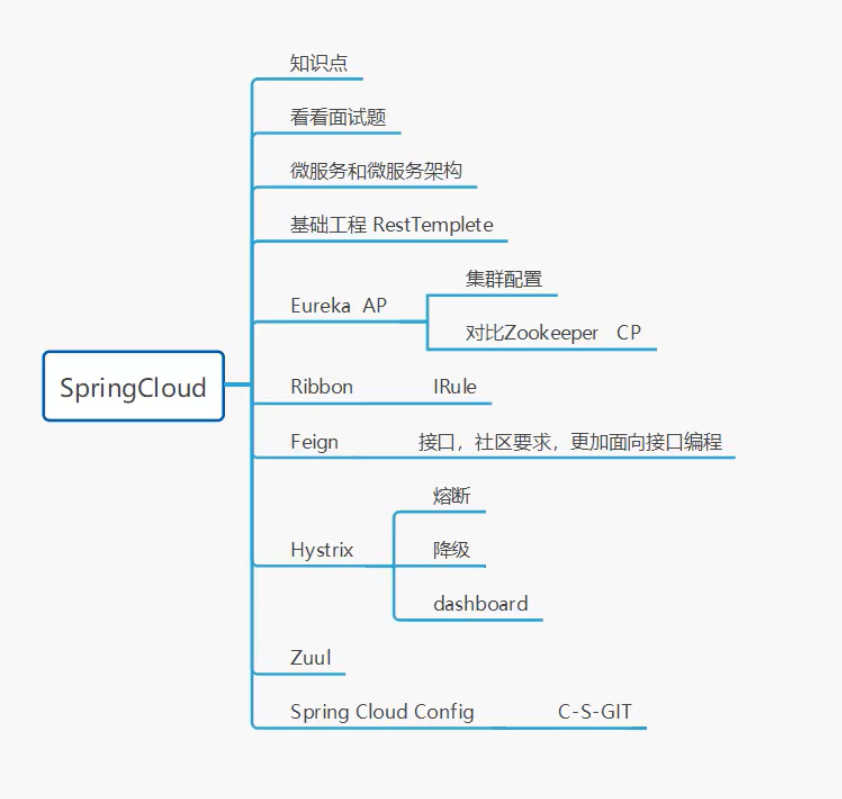 知识点
看看面试题
微服务和微服务架构
基础工程 RestTemplete
集群配置
Eureka AP
对比Zookeeper CP
SpringCloud
Ribbon IRule
Feign 接口，社区要求，更加面向接口编程
熔断
Hystrix 降级
dashboard
Zuul
Spring Cloud Config C-S-GIT